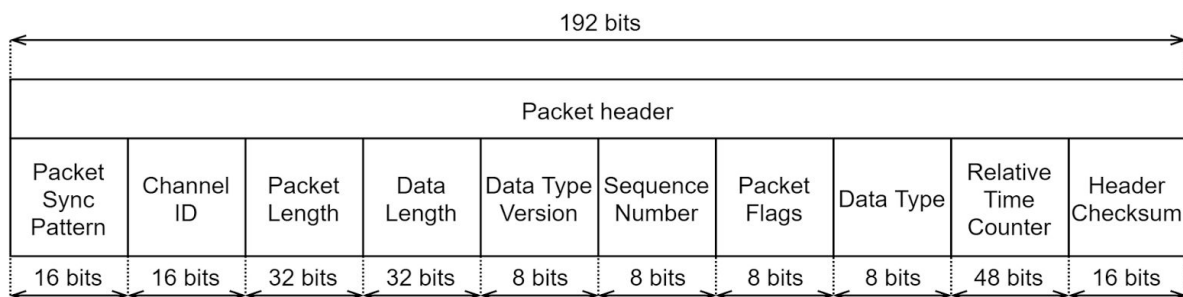 192 bits
Packet header
Packet
Sync
Pattern
Channel
ID
Packet
Length
Data
Length
Data Type
Version
Sequence
Number
Packet
Flags
Data Type
Relative
Time
Counter
Header
Checksum
16 bits
16 bits
32 bits
32 bits
8 bits
8 bits
8 bits
8 bits
48 bits
16 bits